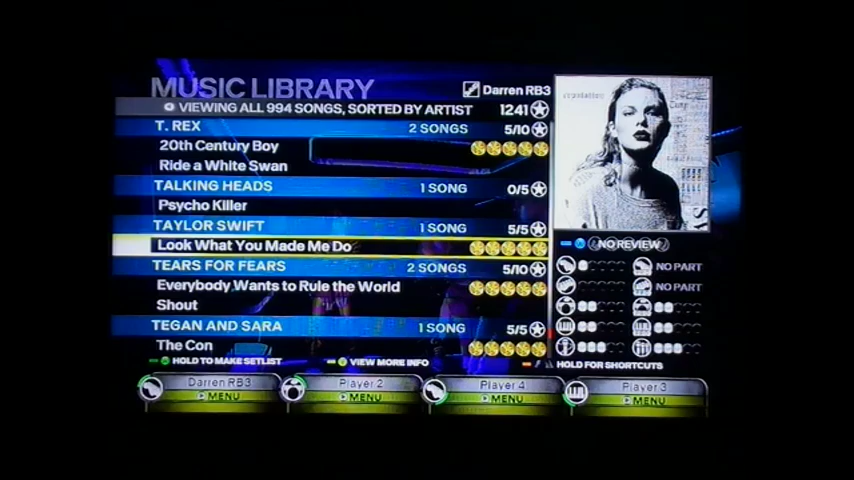 MUSIC LIBRARY
Darren RB3
VIEWING ALL 994 SONGS, SORTED BY ARTIST 1241
T. REX 2 SONGS 5/10
20th Century Boy
Ride a White Swan
TALKING HEADS 1 SONG 0/5
Psycho Killer
TAYLOR SWIFT 1 SONG 5/5
Look What You Made Me Do
TEARS FOR FEARS 2 SONGS 5/10
Everybody Wants to Rule the World
Shout
TEGAN AND SARA 1 SONG 5/5
The Con
NO REVIEW
NO PART
NO PART
HOLD TO MAKE SETLIST
VIEW MORE INFO
HOLD FOR SHORTCUTS
Darren RB3
MENU
Player 2
MENU
Player 4
MENU
Player 3
MENU